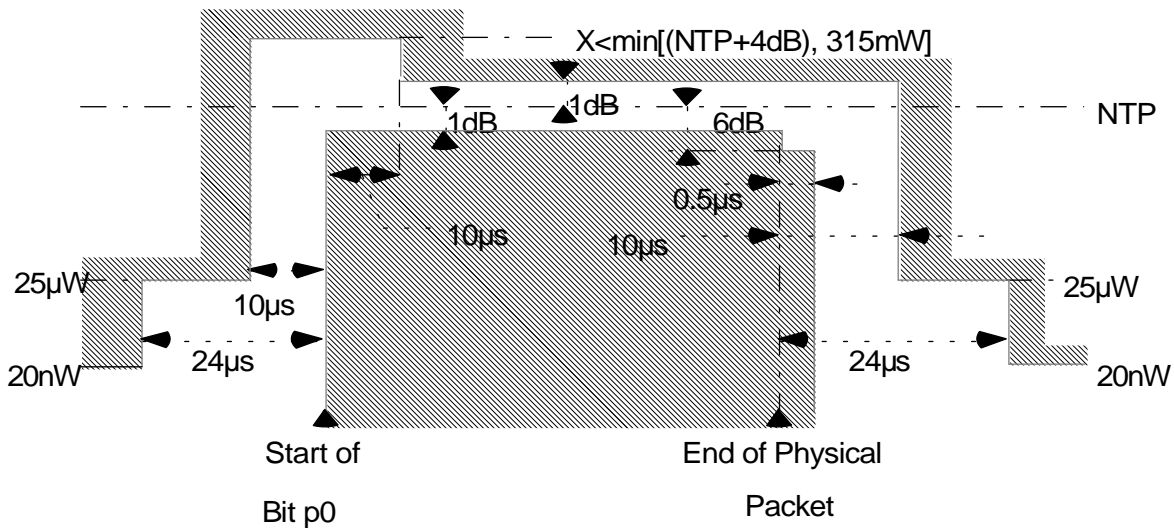 X<min[(NTP+4dB), 315mW]
NTP
1dB
1dB
6dB
0.5µs
10µs
10µs
25µW
25µW
10µs
24µs
24µs
20nW
20nW
Start of
Bit p0
End of Physical
Packet